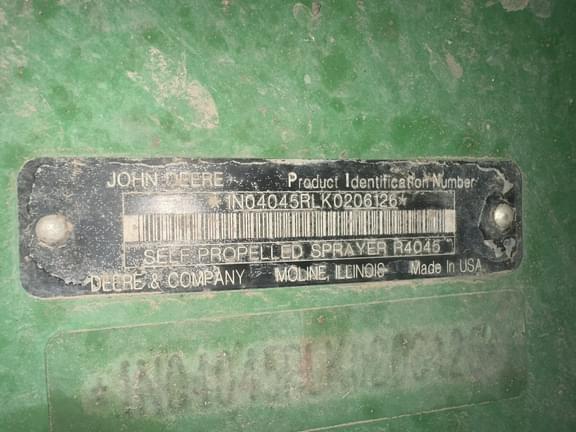 JOHN DEERE Product Identification Number
*1N04045RLK0206126*
SELF PROPELLED SPRAYER R4045
DEERE & COMPANY MOLINE, ILLINOIS Made In USA